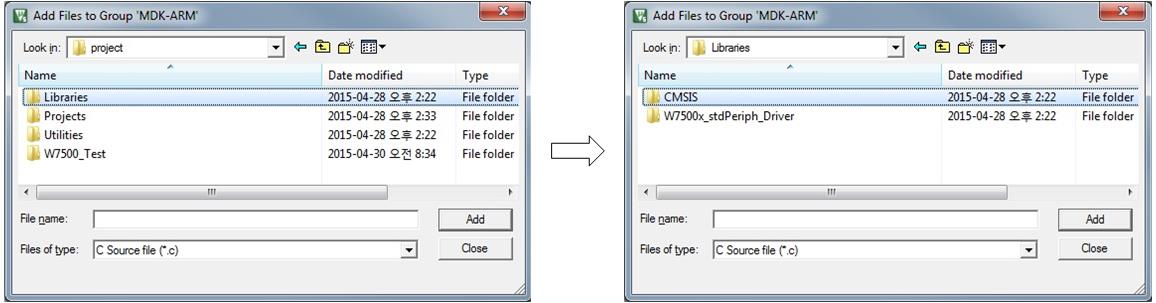 Add Files to Group 'MDK-ARM'
Look in: project
Name Date modified Type
Libraries 2015-04-28 오후 2:22 File folder
Projects 2015-04-28 오후 2:33 File folder
Utilities 2015-04-28 오후 2:22 File folder
W7500_Test 2015-04-30 오전 8:34 File folder
File name: Add
Files of type: C Source file (*.c) Close
Add Files to Group 'MDK-ARM'
Look in: Libraries
Name Date modified Type
CMSIS 2015-04-28 오후 2:22 File folder
W7500x_stdPeriph_Driver 2015-04-28 오후 2:22 File folder
File name: Add
Files of type: C Source file (*.c) Close